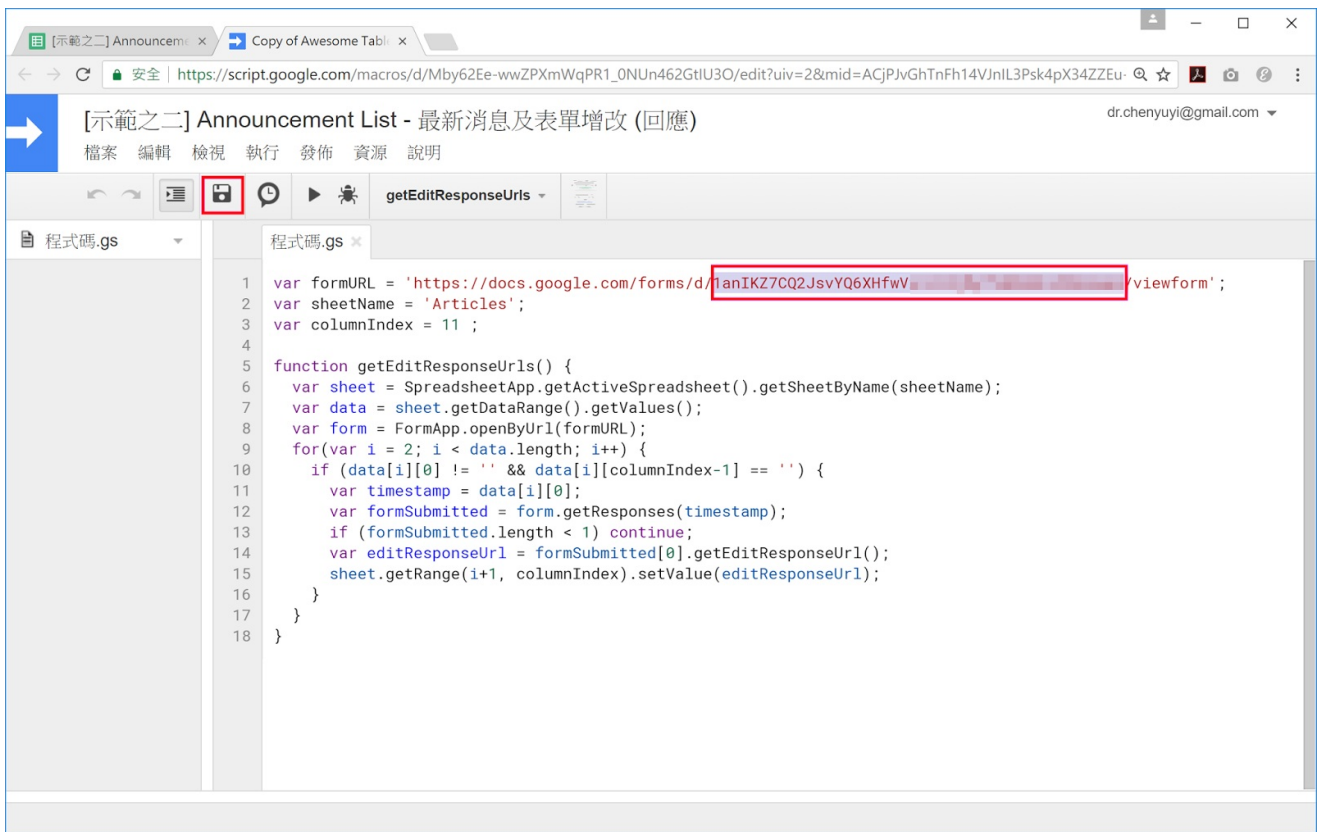 [示範之二] Announcem
Copy of Awesome Tabl
安全 | https://script.google.com/macros/d/Mby62Ee-wwZPXmWqPR1_0NUn462GtIU3O/edit?uiv=2&mid=ACjPJvGhTnFh14VJnIL3Psk4pX34ZZEu-
[示範之二] Announcement List - 最新消息及表單增改 (回應)
dr.chenyuyi@gmail.com
檔案 編輯 檢視 執行 發佈 資源 說明
getEditResponseUrls
程式碼.gs
程式碼.gs
1 var formURL = 'https://docs.google.com/forms/d/1anIKZ7CQ2JsvYQ6XHfwV /viewform';
2 var sheetName = 'Articles';
3 var columnIndex = 11 ;
4
5 function getEditResponseUrls() {
6 var sheet = SpreadsheetApp.getActiveSpreadsheet().getSheetByName(sheetName);
7 var data = sheet.getDataRange().getValues();
8 var form = FormApp.openByUrl(formURL);
9 for(var i = 2; i < data.length; i++) {
10 if (data[i][0] != '' && data[i][columnIndex-1] == '') {
11 var timestamp = data[i][0];
12 var formSubmitted = form.getResponses(timestamp);
13 if (formSubmitted.length < 1) continue;
14 var editResponseUrl = formSubmitted[0].getEditResponseUrl();
15 sheet.getRange(i+1, columnIndex).setValue(editResponseUrl);
16 }
17 }
18 }